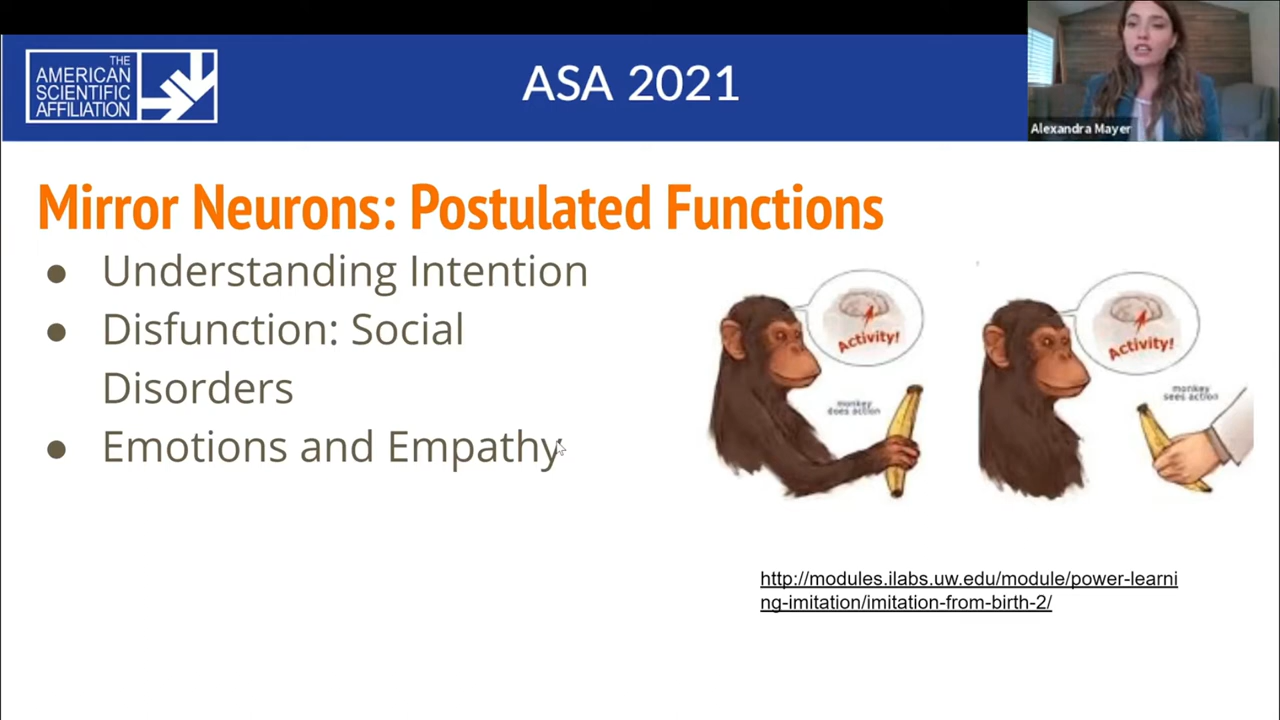 THE
AMERICAN
SCIENTIFIC
AFFILIATION
ASA 2021
Alexandra Mayer
Mirror Neurons: Postulated Functions
● Understanding Intention
● Disfunction: Social
Disorders
● Emotions and Empathy
Activity!
monkey
does action
Activity!
monkey
sees action
http://modules.ilabs.uw.edu/module/power-learni
ng-imitation/imitation-from-birth-2/